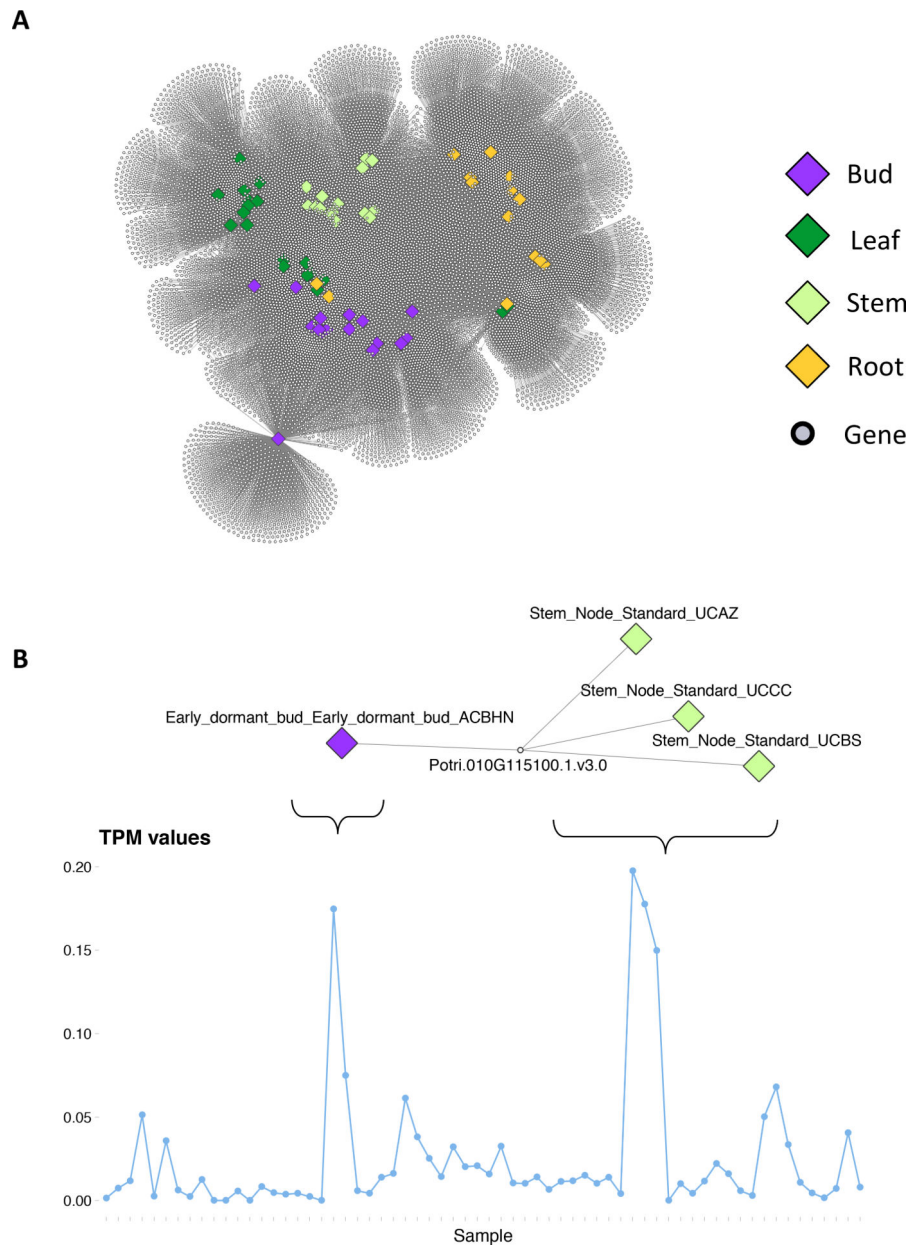 A
Bud
Leaf
Stem
Root
Gene
B
Stem_Node_Standard_UCAZ
Stem_Node_Standard_UCCC
Early_dormant_bud_Early_dormant_bud_ACBHN
Stem_Node_Standard_UCBS
Potri.010G115100.1.v3.0
TPM values
0.20
0.15
0.10
0.05
0.00
Sample